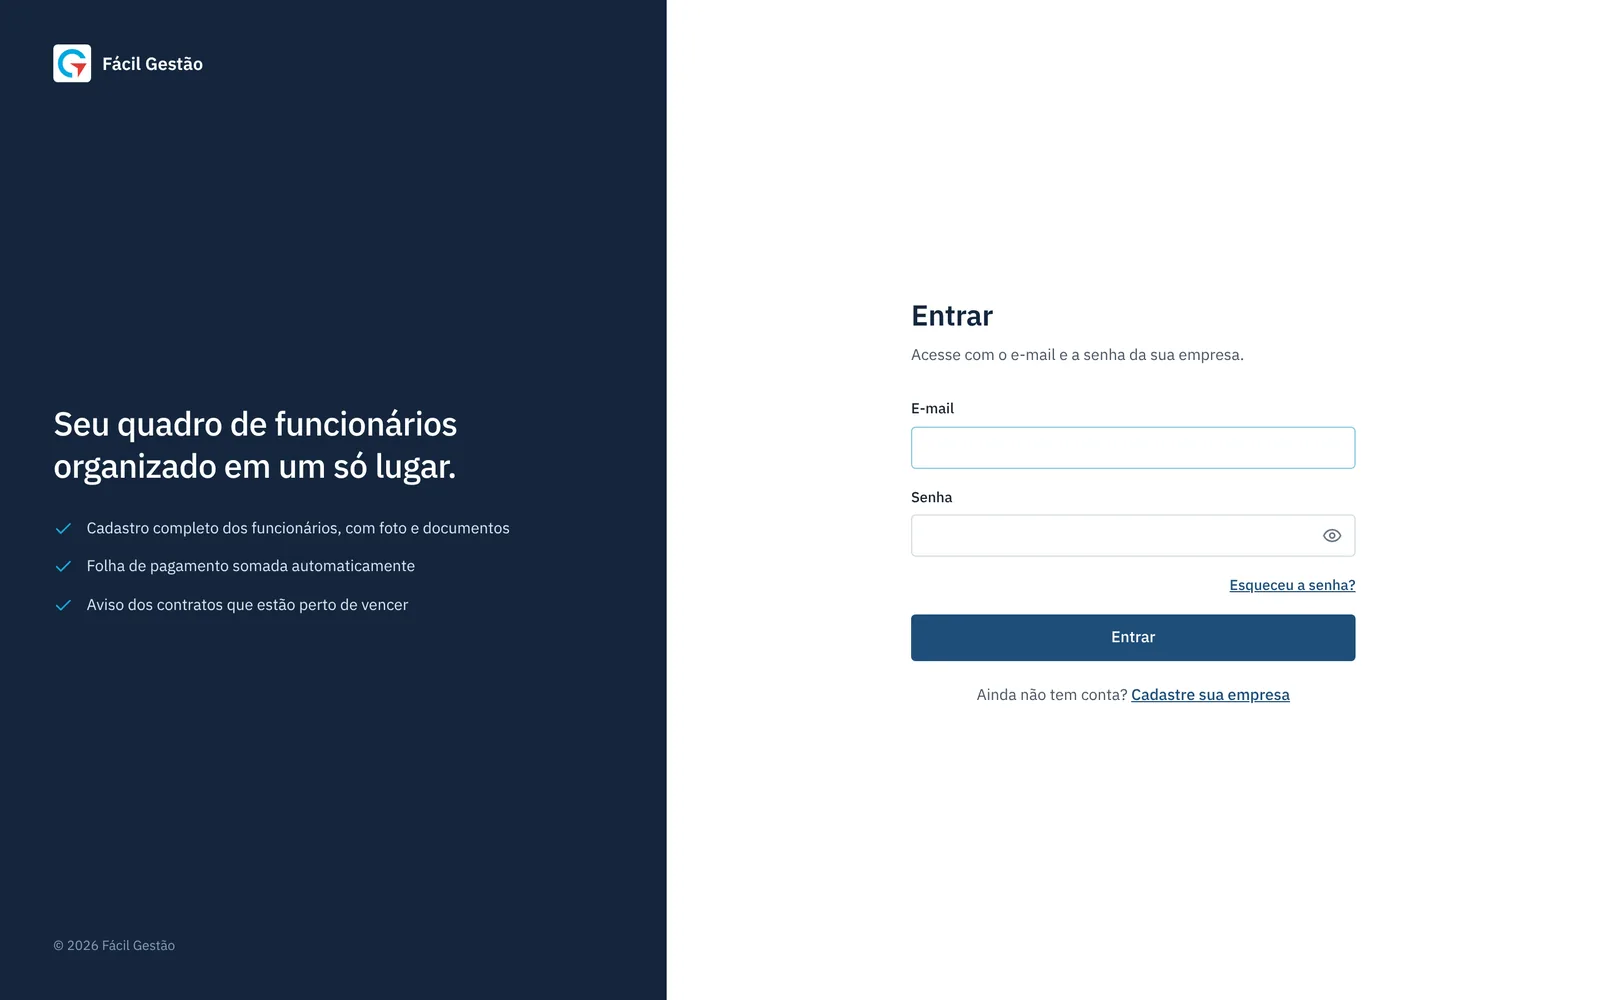 Fácil Gestão
Seu quadro de funcionários
organizado em um só lugar.
Cadastro completo dos funcionários, com foto e documentos
Folha de pagamento somada automaticamente
Aviso dos contratos que estão perto de vencer
© 2026 Fácil Gestão
Entrar
Acesse com o e-mail e a senha da sua empresa.
E-mail
Senha
Esqueceu a senha?
Entrar
Ainda não tem conta? Cadastre sua empresa